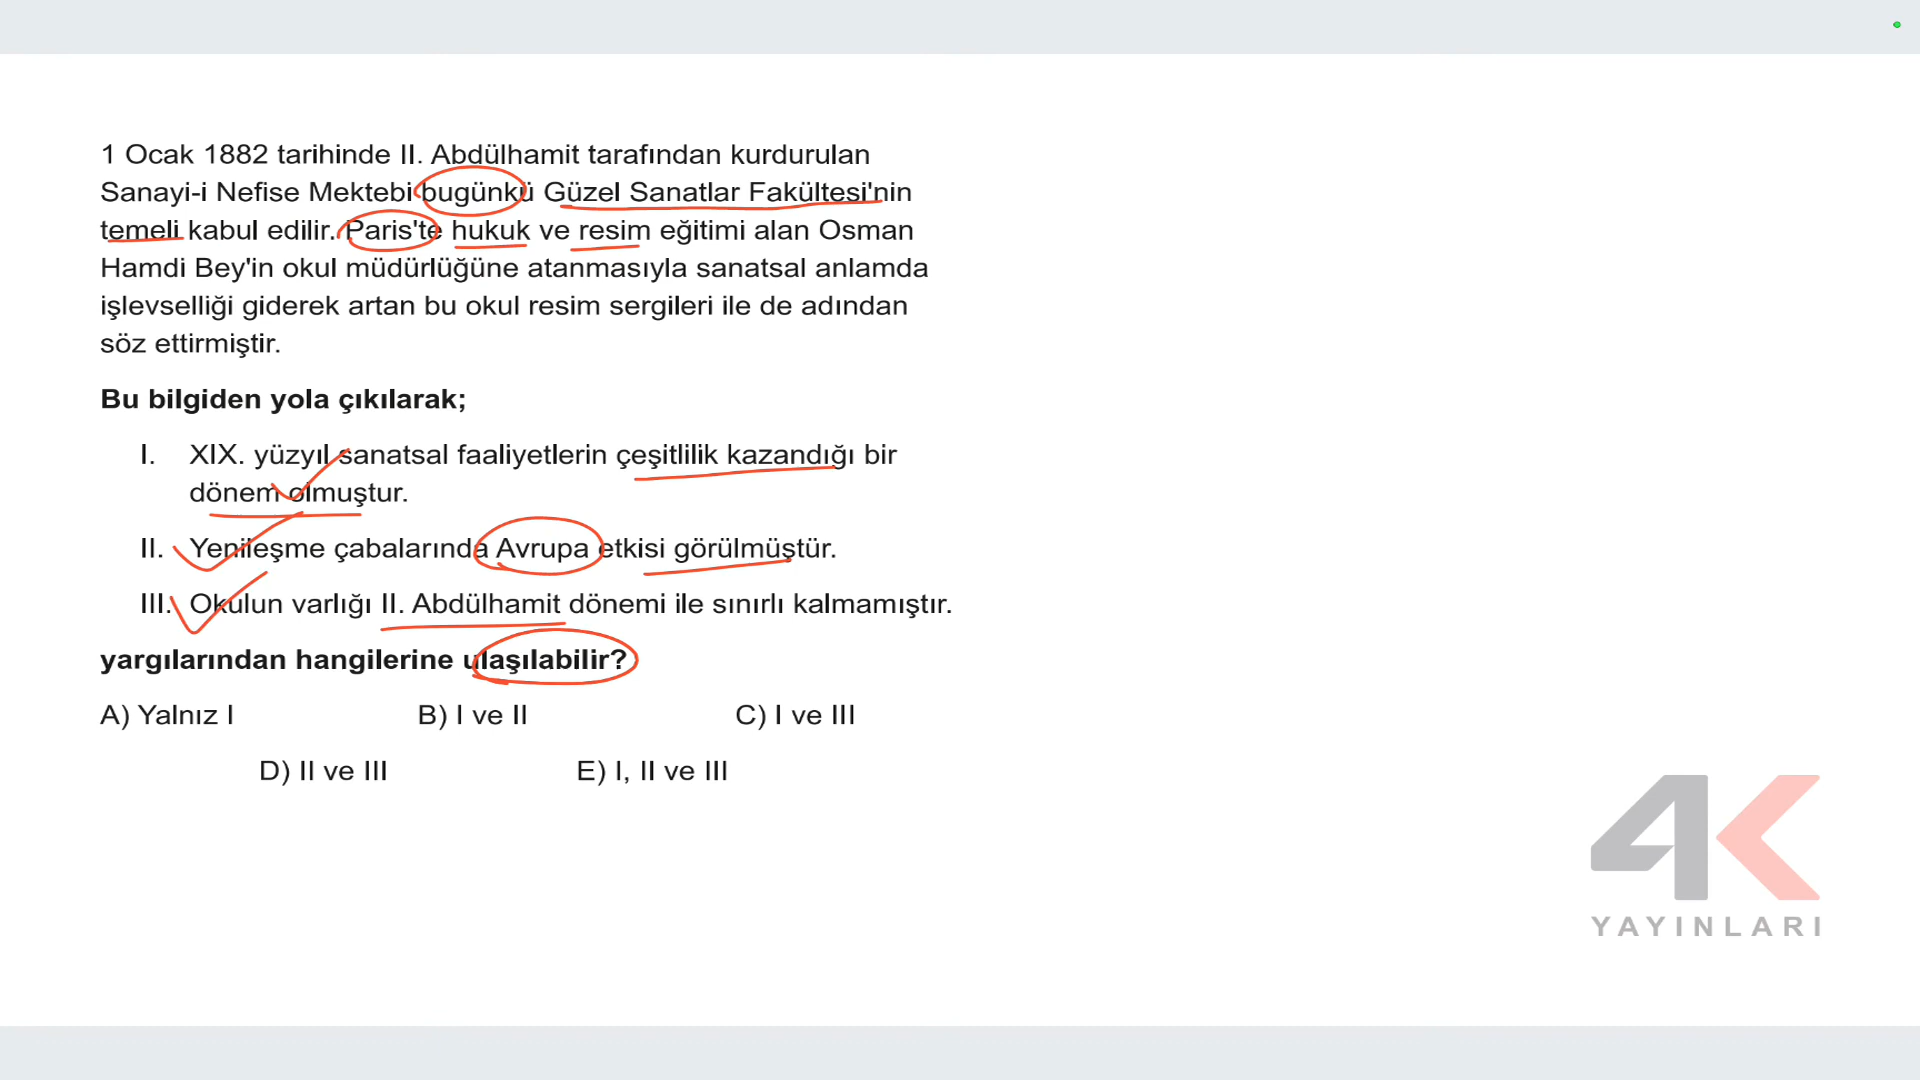 1 Ocak 1882 tarihinde II. Abdülhamit tarafından kurdurulan
Sanayi-i Nefise Mektebi bugünkü Güzel Sanatlar Fakültesi'nin
temeli kabul edilir. Paris'te hukuk ve resim eğitimi alan Osman
Hamdi Bey'in okul müdürlüğüne atanmasıyla sanatsal anlamda
işlevselliği giderek artan bu okul resim sergileri ile de adından
söz ettirmiştir.
Bu bilgiden yola çıkılarak;
I. XIX. yüzyıl sanatsal faaliyetlerin çeşitlilik kazandığı bir
dönem olmuştur.
II. Yenileşme çabalarında Avrupa etkisi görülmüştür.
III. Okulun varlığı II. Abdülhamit dönemi ile sınırlı kalmamıştır.
yargılarından hangilerine ulaşılabilir?
A) Yalnız I B) I ve II C) I ve III
D) II ve III E) I, II ve III
4K
YAYINLARI